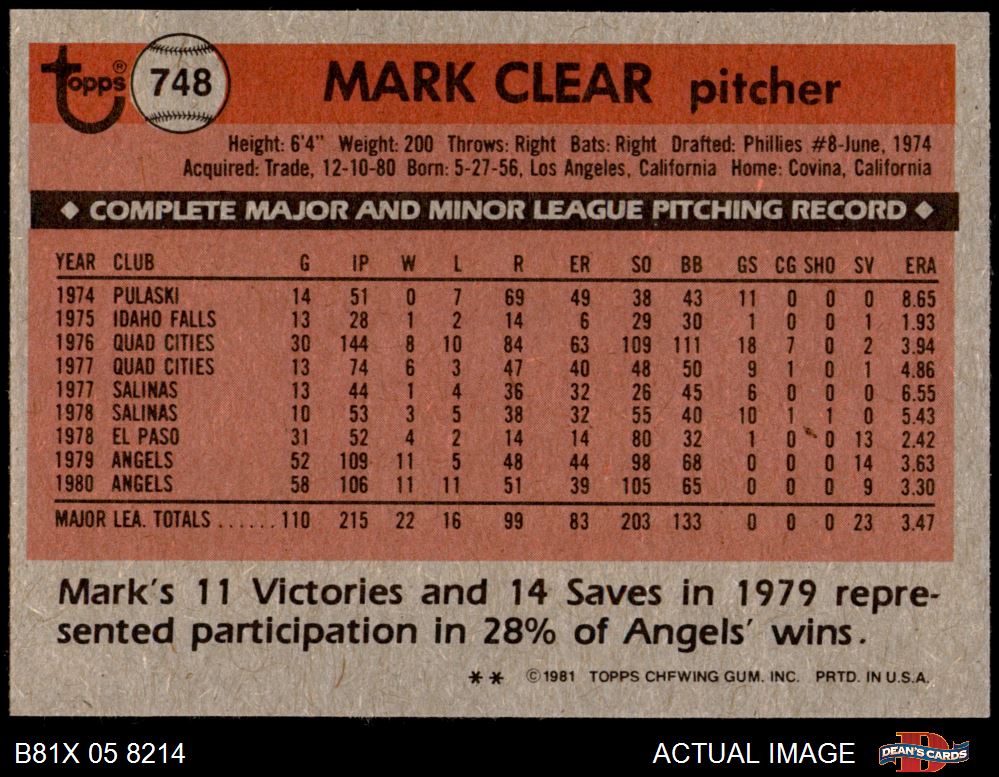 topps® 748 MARK CLEAR pitcher
Height: 6'4" Weight: 200 Throws: Right Bats: Right Drafted: Phillies #8-June, 1974
Acquired: Trade, 12-10-80 Born: 5-27-56, Los Angeles, California Home: Covina, California
◆ COMPLETE MAJOR AND MINOR LEAGUE PITCHING RECORD ◆
YEAR CLUB G IP W L R ER SO BB GS CG SHO SV ERA
1974 PULASKI 14 51 0 7 69 49 38 43 11 0 0 0 8.65
1975 IDAHO FALLS 13 28 1 2 14 6 29 30 1 0 0 1 1.93
1976 QUAD CITIES 30 144 8 10 84 63 109 111 18 7 0 2 3.94
1977 QUAD CITIES 13 74 6 3 47 40 48 50 9 1 0 1 4.86
1977 SALINAS 13 44 1 4 36 32 26 45 6 0 0 0 6.55
1978 SALINAS 10 53 3 5 38 32 55 40 10 1 1 0 5.43
1978 EL PASO 31 52 4 2 14 14 80 32 1 0 0 13 2.42
1979 ANGELS 52 109 11 5 48 44 98 68 0 0 0 14 3.63
1980 ANGELS 58 106 11 11 51 39 105 65 0 0 0 9 3.30
MAJOR LEA. TOTALS ......110 215 22 16 99 83 203 133 0 0 0 23 3.47
Mark's 11 Victories and 14 Saves in 1979 repre-
sented participation in 28% of Angels' wins.
** ©1981 TOPPS CHEWING GUM, INC. PRTD. IN U.S.A.
B81X 05 8214 ACTUAL IMAGE DEAN'S CARDS